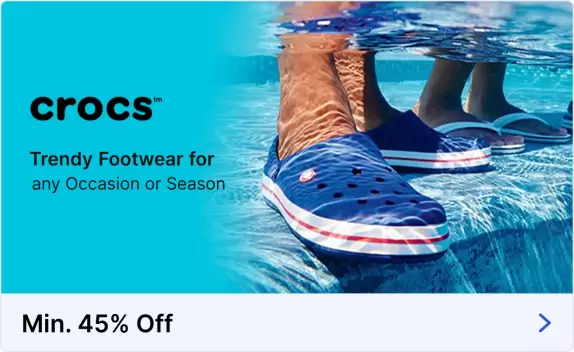 crocs™
Trendy Footwear for
any Occasion or Season
Min. 45% Off